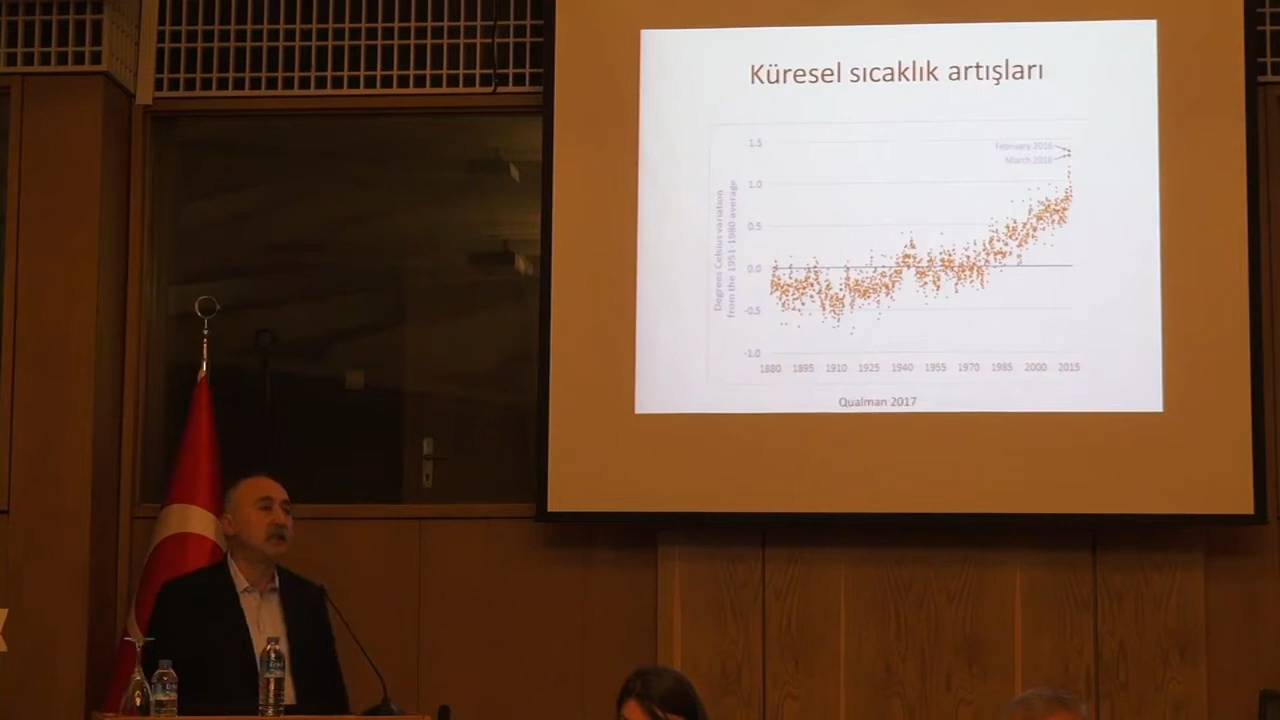 Küresel sıcaklık artışları
1.5
February 2016
March 2016
1.0
0.5
0.0
-0.5
-1.0
Degrees Celsius variation
from the 1951-1980 average
1880 1895 1910 1925 1940 1955 1970 1985 2000 2015
Qualman 2017